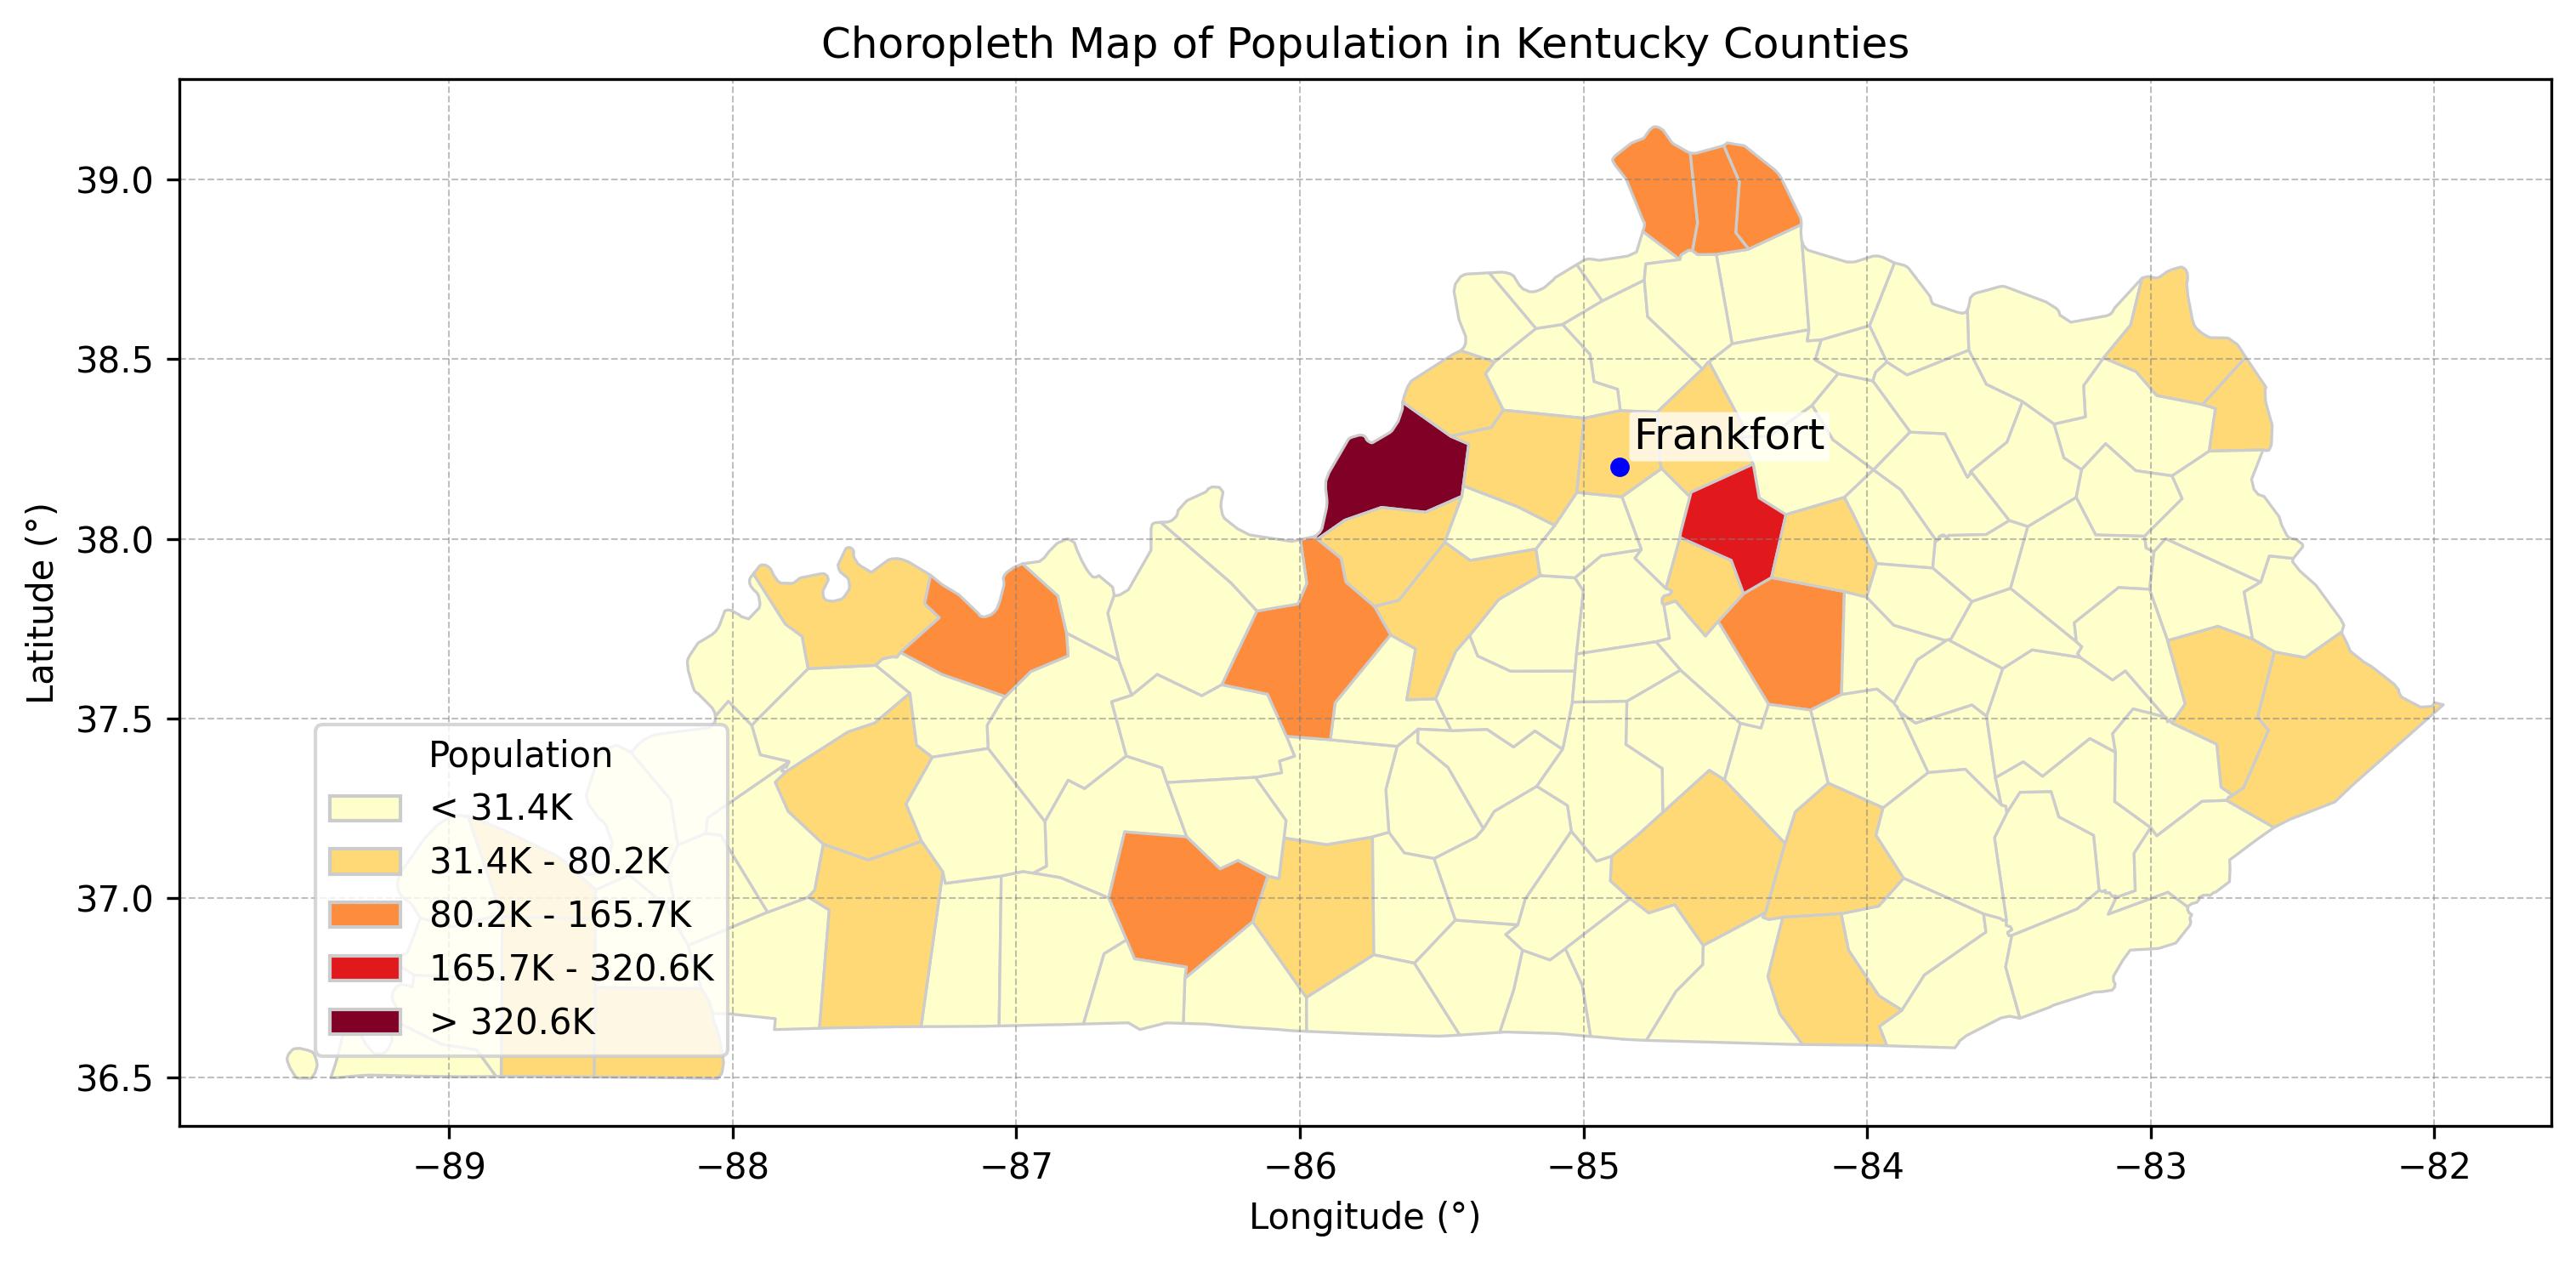 Choropleth Map of Population in Kentucky Counties
Latitude (°)
39.0
38.5
38.0
37.5
37.0
36.5
Frankfort
Population
< 31.4K
31.4K - 80.2K
80.2K - 165.7K
165.7K - 320.6K
> 320.6K
−89 −88 −87 −86 −85 −84 −83 −82
Longitude (°)